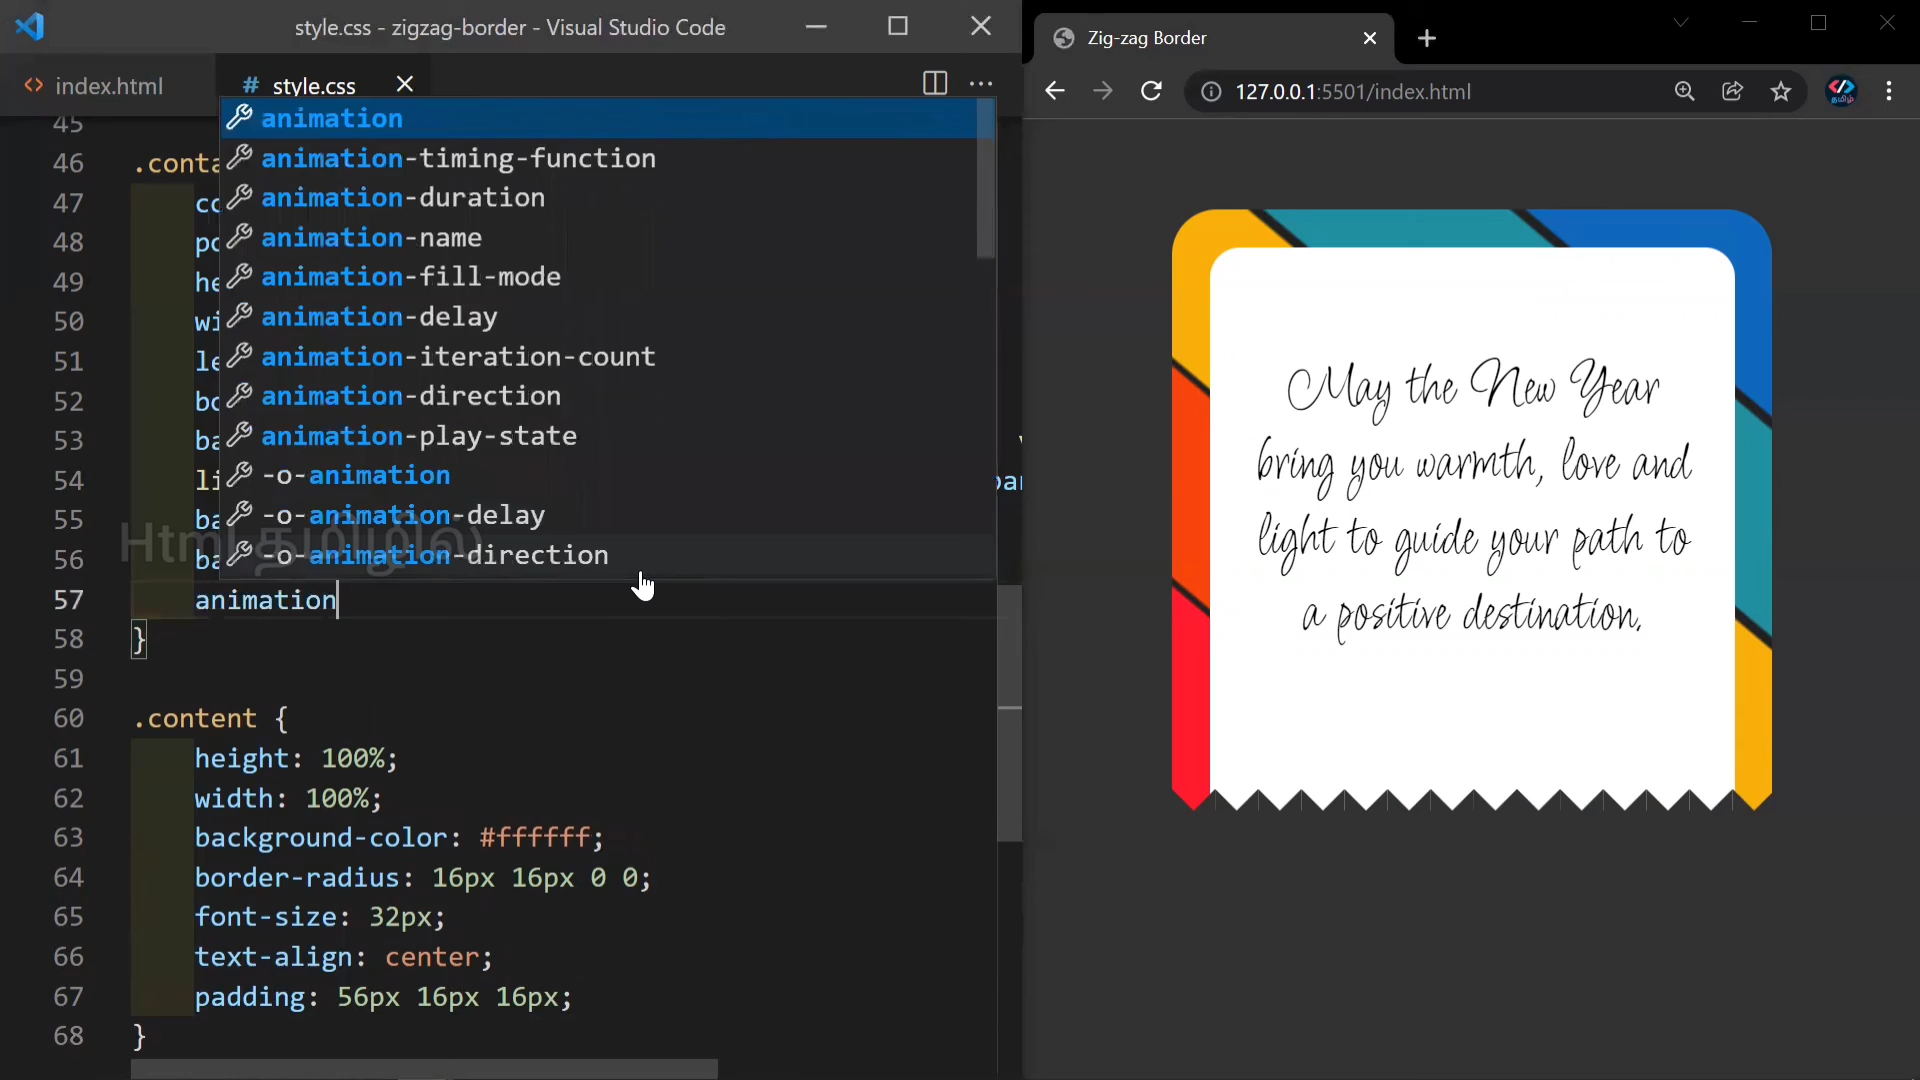 style.css - zigzag-border - Visual Studio Code
index.html
# style.css
45
46 .conta
47 co
48 po
49 he
50 wi
51 le
52 bo
53 ba
54 li
55 ba
56 ba
57 animation
58 }
59
60 .content {
61 height: 100%;
62 width: 100%;
63 background-color: #ffffff;
64 border-radius: 16px 16px 0 0;
65 font-size: 32px;
66 text-align: center;
67 padding: 56px 16px 16px;
68 }
animation
animation-timing-function
animation-duration
animation-name
animation-fill-mode
animation-delay
animation-iteration-count
animation-direction
animation-play-state
-o-animation
-o-animation-delay
-o-animation-direction
Html தமிழில்
Zig-zag Border
127.0.0.1:5501/index.html
தமிழ்
May the New Year
bring you warmth, love and
light to guide your path to
a positive destination.